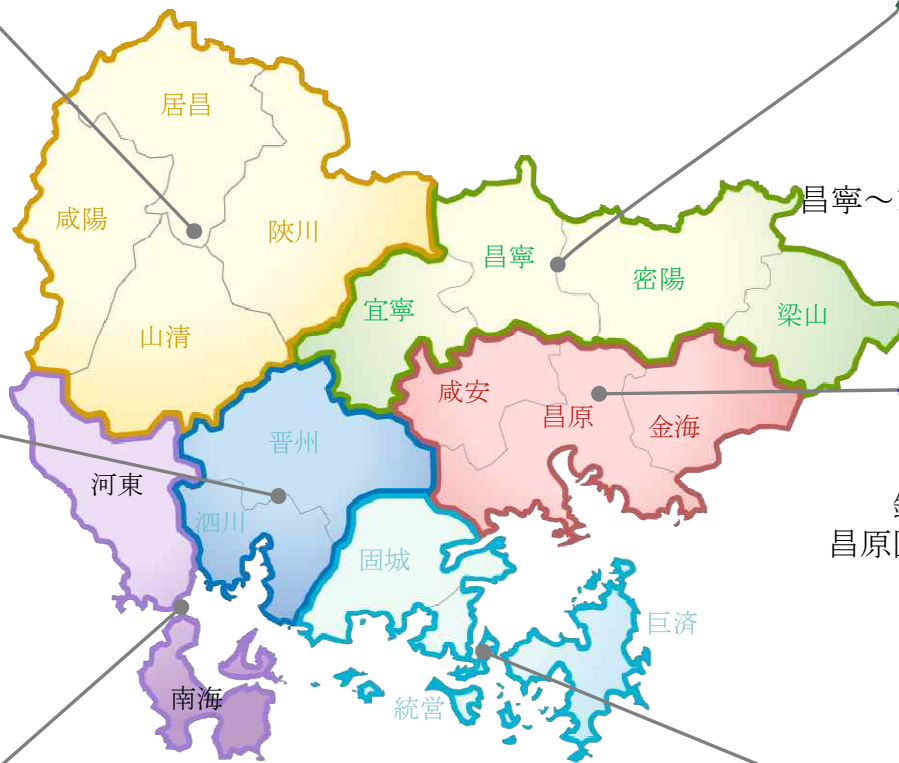 居昌
咸陽
陜川
昌寧～
昌寧
密陽
宜寧
梁山
山清
咸安
昌原
金海
晋州
河東
泗川
昌原
固城
巨済
南海
統営